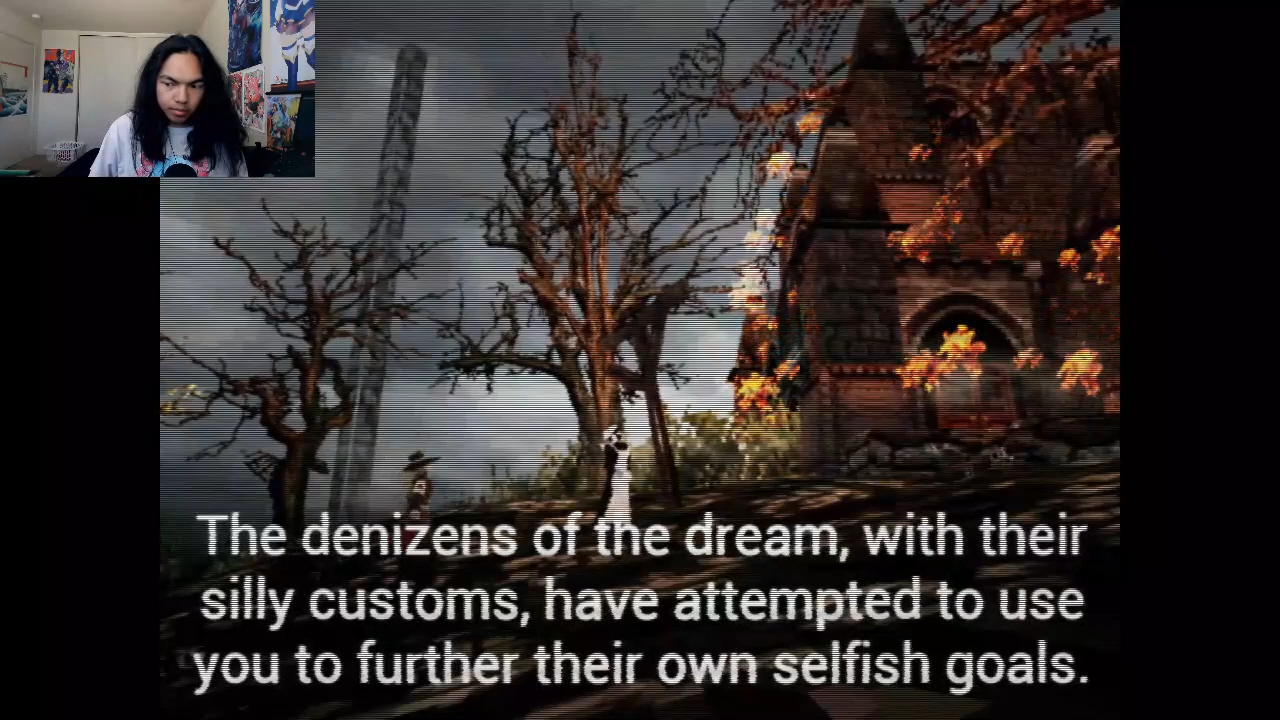 The denizens of the dream, with their
silly customs, have attempted to use
you to further their own selfish goals.